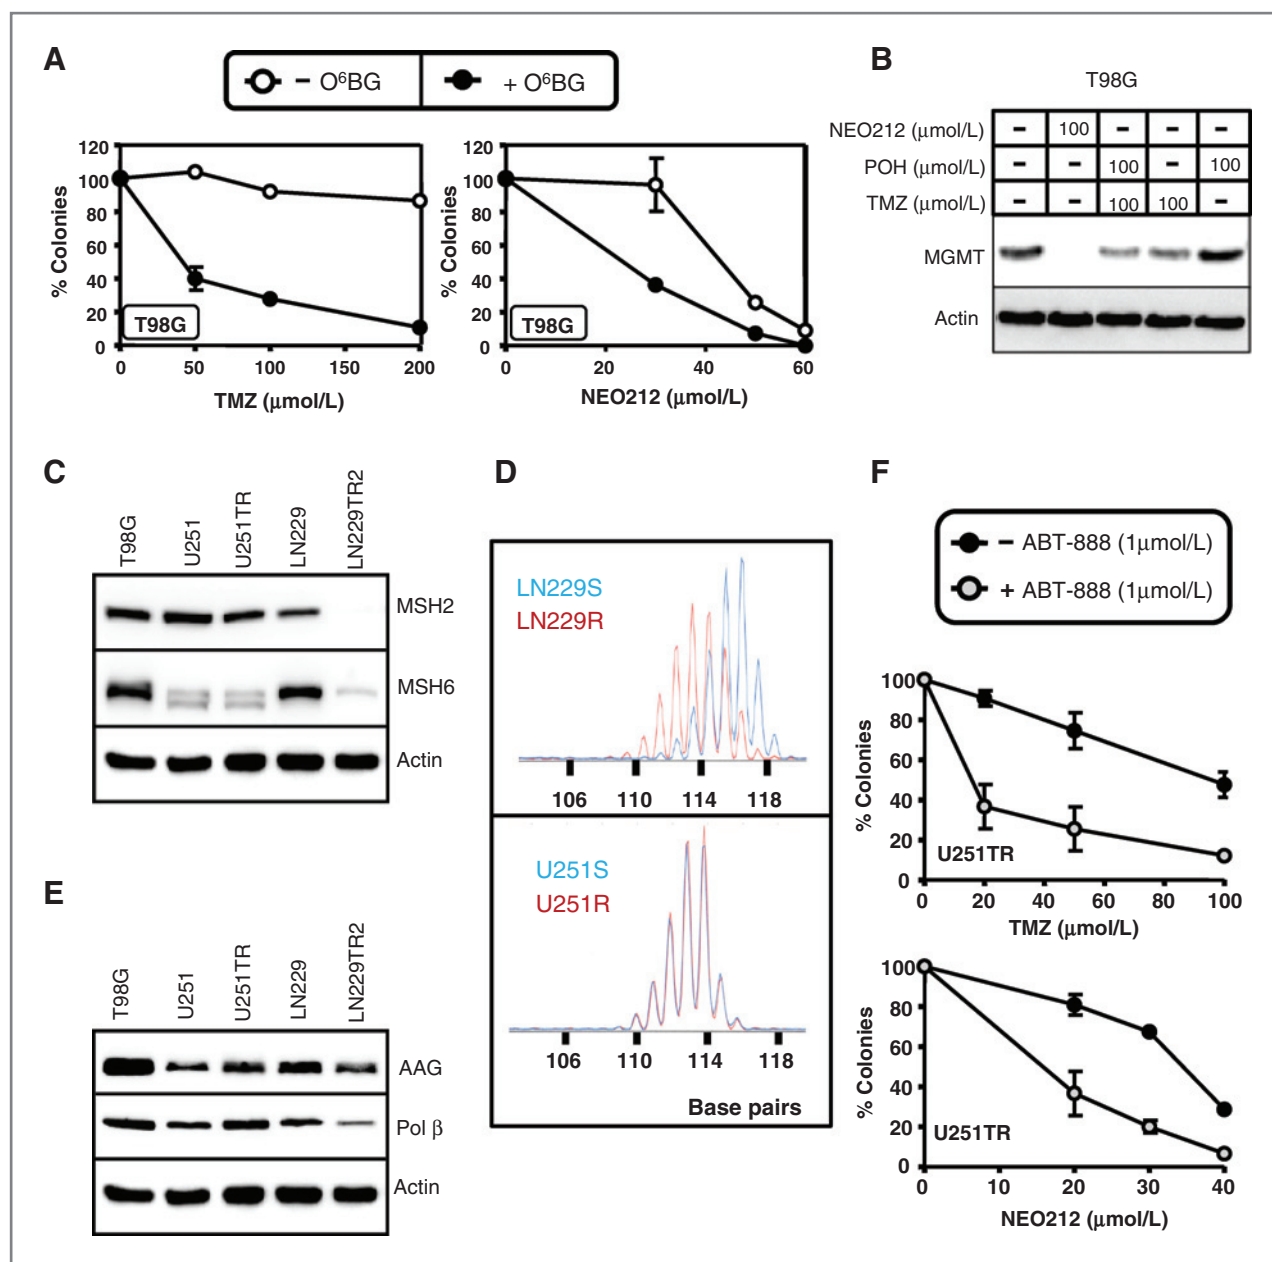 A
− O⁶BG
+ O⁶BG
120
100
80
60
40
20
0
% Colonies
T98G
0 50 100 150 200
TMZ (μmol/L)
120
100
80
60
40
20
0
% Colonies
T98G
0 20 40 60
NEO212 (μmol/L)
B
T98G
NEO212 (μmol/L) − 100 − − −
POH (μmol/L) − − 100 − 100
TMZ (μmol/L) − − 100 100 −
MGMT
Actin
C
T98G
U251
U251TR
LN229
LN229TR2
MSH2
MSH6
Actin
D
LN229S
LN229R
106 110 114 118
U251S
U251R
106 110 114 118
Base pairs
E
T98G
U251
U251TR
LN229
LN229TR2
AAG
Pol β
Actin
F
− ABT-888 (1μmol/L)
+ ABT-888 (1μmol/L)
100
80
60
40
20
0
% Colonies
U251TR
0 20 40 60 80 100
TMZ (μmol/L)
100
80
60
40
20
0
% Colonies
U251TR
0 10 20 30 40
NEO212 (μmol/L)